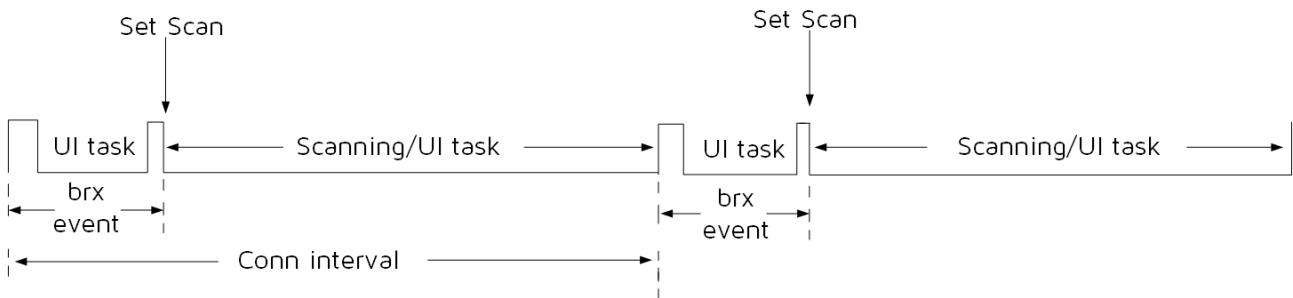 Set Scan
Set Scan
UI task
Scanning/UI task
UI task
Scanning/UI task
brx
event
brx
event
Conn interval